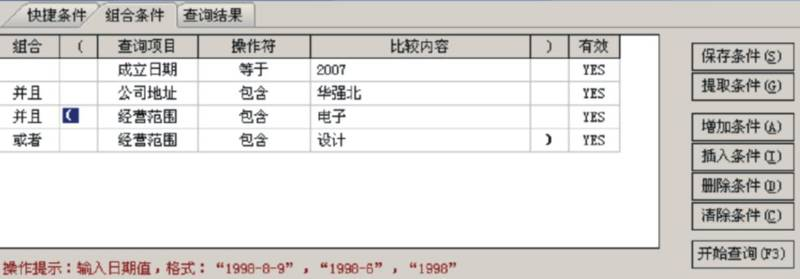 快捷条件 组合条件 查询结果
组合 ( 查询项目 操作符 比较内容 ) 有效
成立日期 等于 2007 YES
并且 公司地址 包含 华强北 YES
并且 ( 经营范围 包含 电子 YES
或者 经营范围 包含 设计 ) YES
保存条件(S)
提取条件(G)
增加条件(A)
插入条件(I)
删除条件(D)
清除条件(C)
开始查询(F3)
操作提示：输入日期值，格式：“1998-8-9”，“1998-6”，“1998”